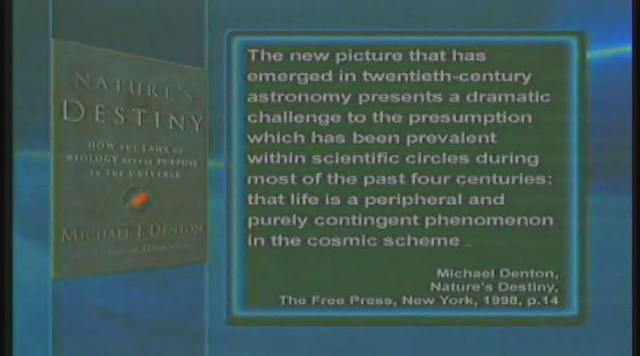 NATURE'S
DESTINY
HOW THE LAWS OF
BIOLOGY REVEAL PURPOSE
IN THE UNIVERSE
MICHAEL J. DENTON
The new picture that has
emerged in twentieth-century
astronomy presents a dramatic
challenge to the presumption
which has been prevalent
within scientific circles during
most of the past four centuries:
that life is a peripheral and
purely contingent phenomenon
in the cosmic scheme .
Michael Denton,
Nature's Destiny,
The Free Press, New York, 1998, p.14